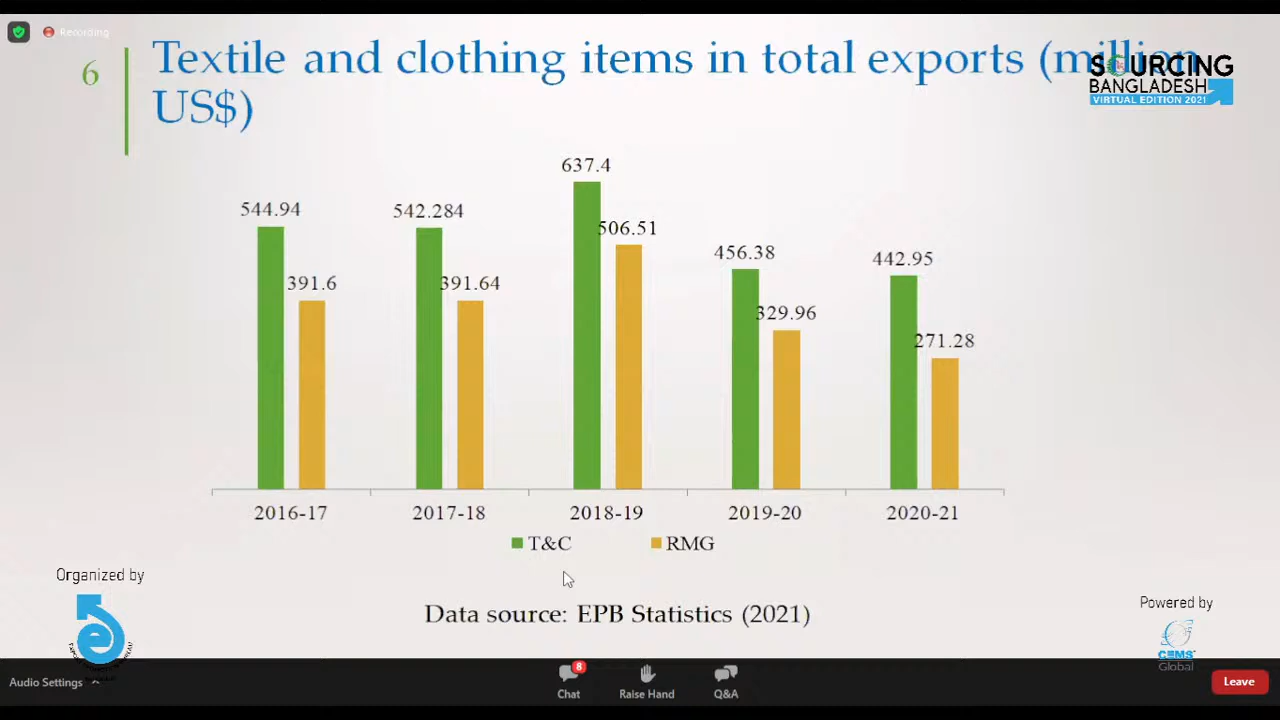 Recording
6
Textile and clothing items in total exports (million
US$)
SOURCING
BANGLADESH
VIRTUAL EDITION 2021
637.4
544.94
542.284
506.51
456.38
442.95
391.6
391.64
329.96
271.28
2016-17
2017-18
2018-19
2019-20
2020-21
T&C
RMG
Organized by
Data source: EPB Statistics (2021)
Powered by
CEMS
Global
Audio Settings
8
Chat
Raise Hand
Q&A
Leave